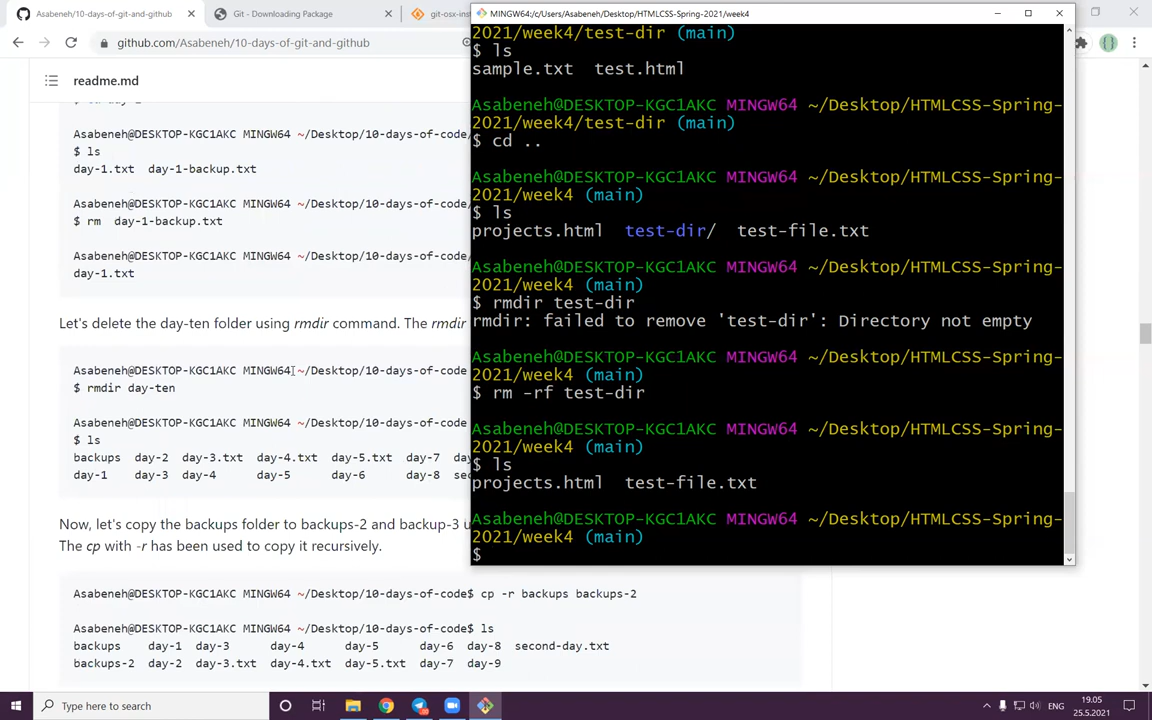 Asabeneh/10-days-of-git-and-github
Git - Downloading Package
git-osx-inst
MINGW64:/c/Users/Asabeneh/Desktop/HTMLCSS-Spring-2021/week4
github.com/Asabeneh/10-days-of-git-and-github
readme.md
Asabeneh@DESKTOP-KGC1AKC MINGW64 ~/Desktop/10-days-of-code/
$ ls
day-1.txt day-1-backup.txt
Asabeneh@DESKTOP-KGC1AKC MINGW64 ~/Desktop/10-days-of-code/
$ rm day-1-backup.txt
Asabeneh@DESKTOP-KGC1AKC MINGW64 ~/Desktop/10-days-of-code/
day-1.txt
Let's delete the day-ten folder using rmdir command. The rmdir
Asabeneh@DESKTOP-KGC1AKC MINGW64 ~/Desktop/10-days-of-code
$ rmdir day-ten
Asabeneh@DESKTOP-KGC1AKC MINGW64 ~/Desktop/10-days-of-code
$ ls
backups day-2 day-3.txt day-4.txt day-5.txt day-7
day-1 day-3 day-4 day-5 day-6 day-8
Now, let's copy the backups folder to backups-2 and backup-3
The cp with -r has been used to copy it recursively.
Asabeneh@DESKTOP-KGC1AKC MINGW64 ~/Desktop/10-days-of-code$ cp -r backups backups-2
Asabeneh@DESKTOP-KGC1AKC MINGW64 ~/Desktop/10-days-of-code$ ls
backups day-1 day-3 day-4 day-5 day-6 day-8 second-day.txt
backups-2 day-2 day-3.txt day-4.txt day-5.txt day-7 day-9
2021/week4/test-dir (main)
$ ls
sample.txt test.html
Asabeneh@DESKTOP-KGC1AKC MINGW64 ~/Desktop/HTMLCSS-Spring-
2021/week4/test-dir (main)
$ cd ..
Asabeneh@DESKTOP-KGC1AKC MINGW64 ~/Desktop/HTMLCSS-Spring-
2021/week4 (main)
$ ls
projects.html test-dir/ test-file.txt
Asabeneh@DESKTOP-KGC1AKC MINGW64 ~/Desktop/HTMLCSS-Spring-
2021/week4 (main)
$ rmdir test-dir
rmdir: failed to remove 'test-dir': Directory not empty
Asabeneh@DESKTOP-KGC1AKC MINGW64 ~/Desktop/HTMLCSS-Spring-
2021/week4 (main)
$ rm -rf test-dir
Asabeneh@DESKTOP-KGC1AKC MINGW64 ~/Desktop/HTMLCSS-Spring-
2021/week4 (main)
$ ls
projects.html test-file.txt
Asabeneh@DESKTOP-KGC1AKC MINGW64 ~/Desktop/HTMLCSS-Spring-
2021/week4 (main)
$
Type here to search
ENG
19.05
25.5.2021